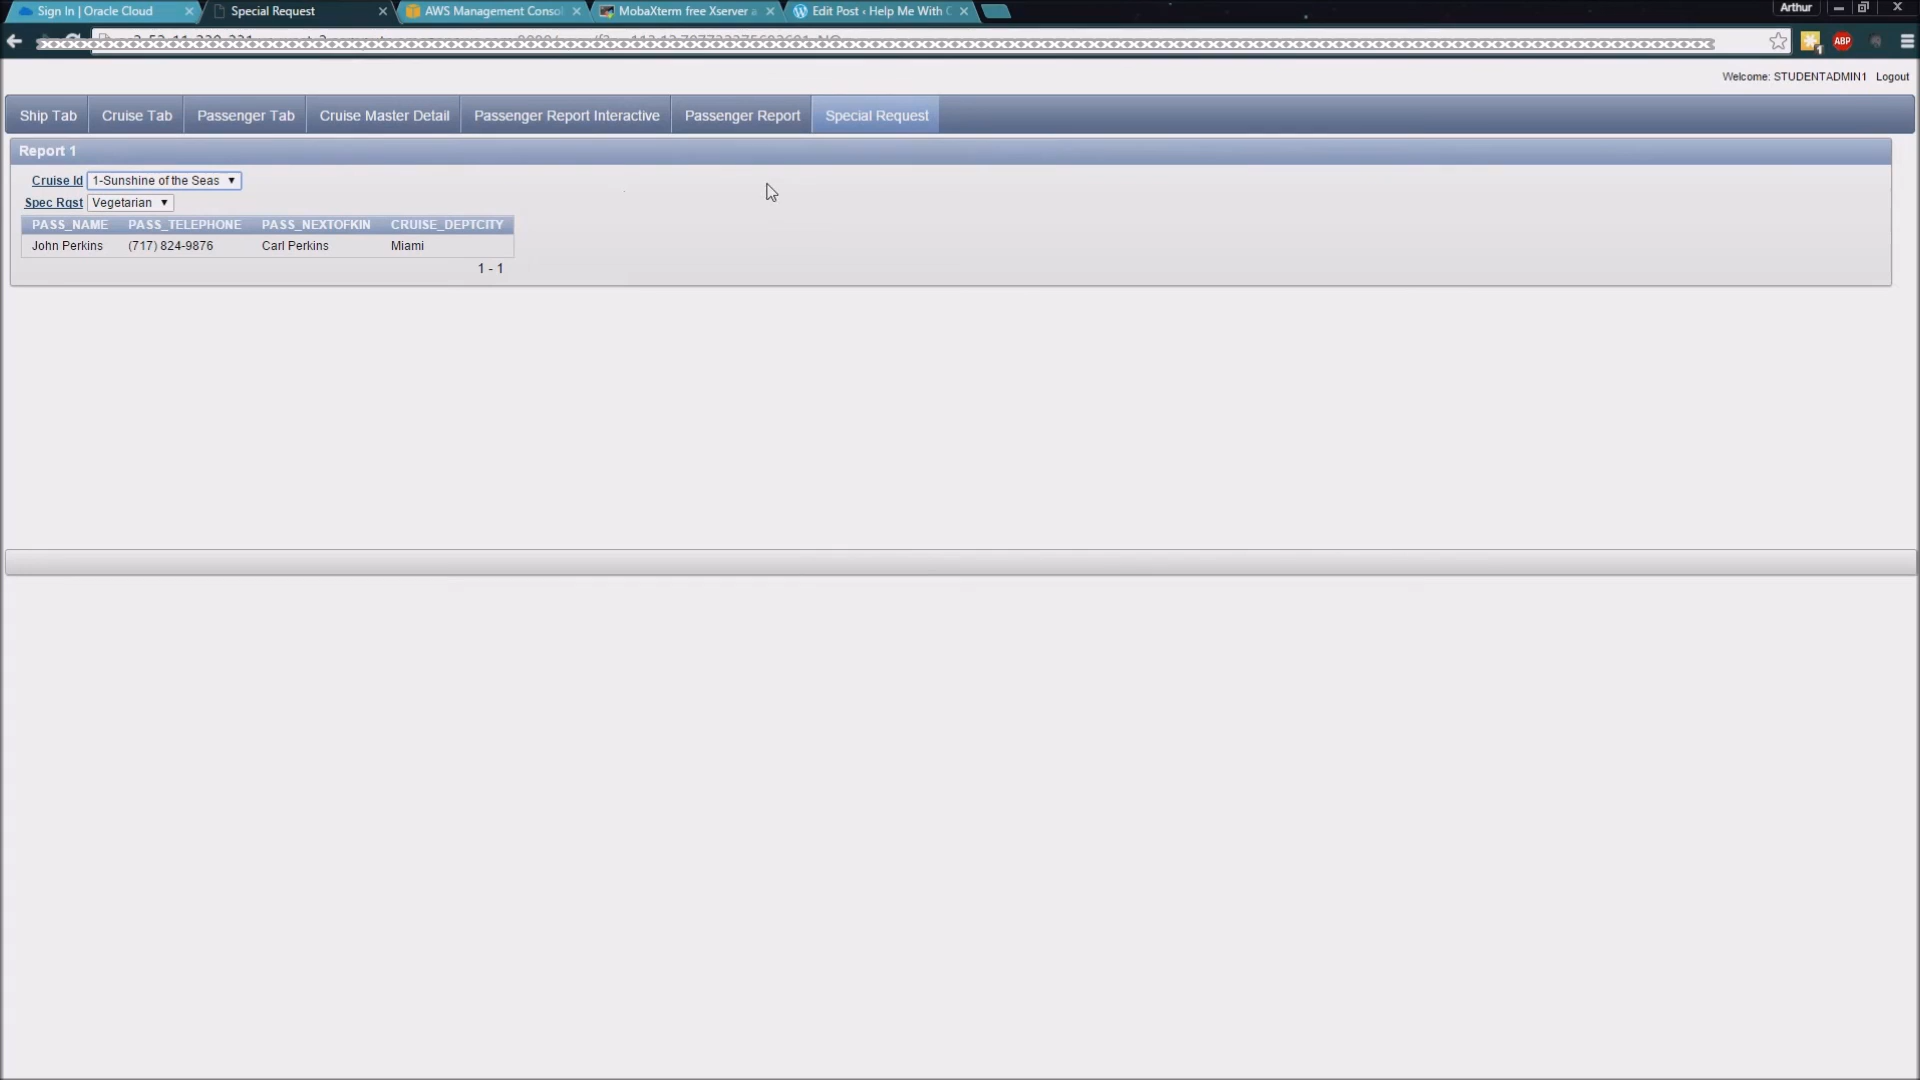 Sign In | Oracle Cloud
Special Request
AWS Management Consol
MobaXterm free Xserver a
Edit Post ‹ Help Me With
Arthur
ABP
1
Welcome: STUDENTADMIN1 Logout
Ship Tab Cruise Tab Passenger Tab Cruise Master Detail Passenger Report Interactive Passenger Report Special Request
Report 1
Cruise Id 1-Sunshine of the Seas
Spec Rqst Vegetarian
PASS_NAME PASS_TELEPHONE PASS_NEXTOFKIN CRUISE_DEPTCITY
John Perkins (717) 824-9876 Carl Perkins Miami
1 - 1